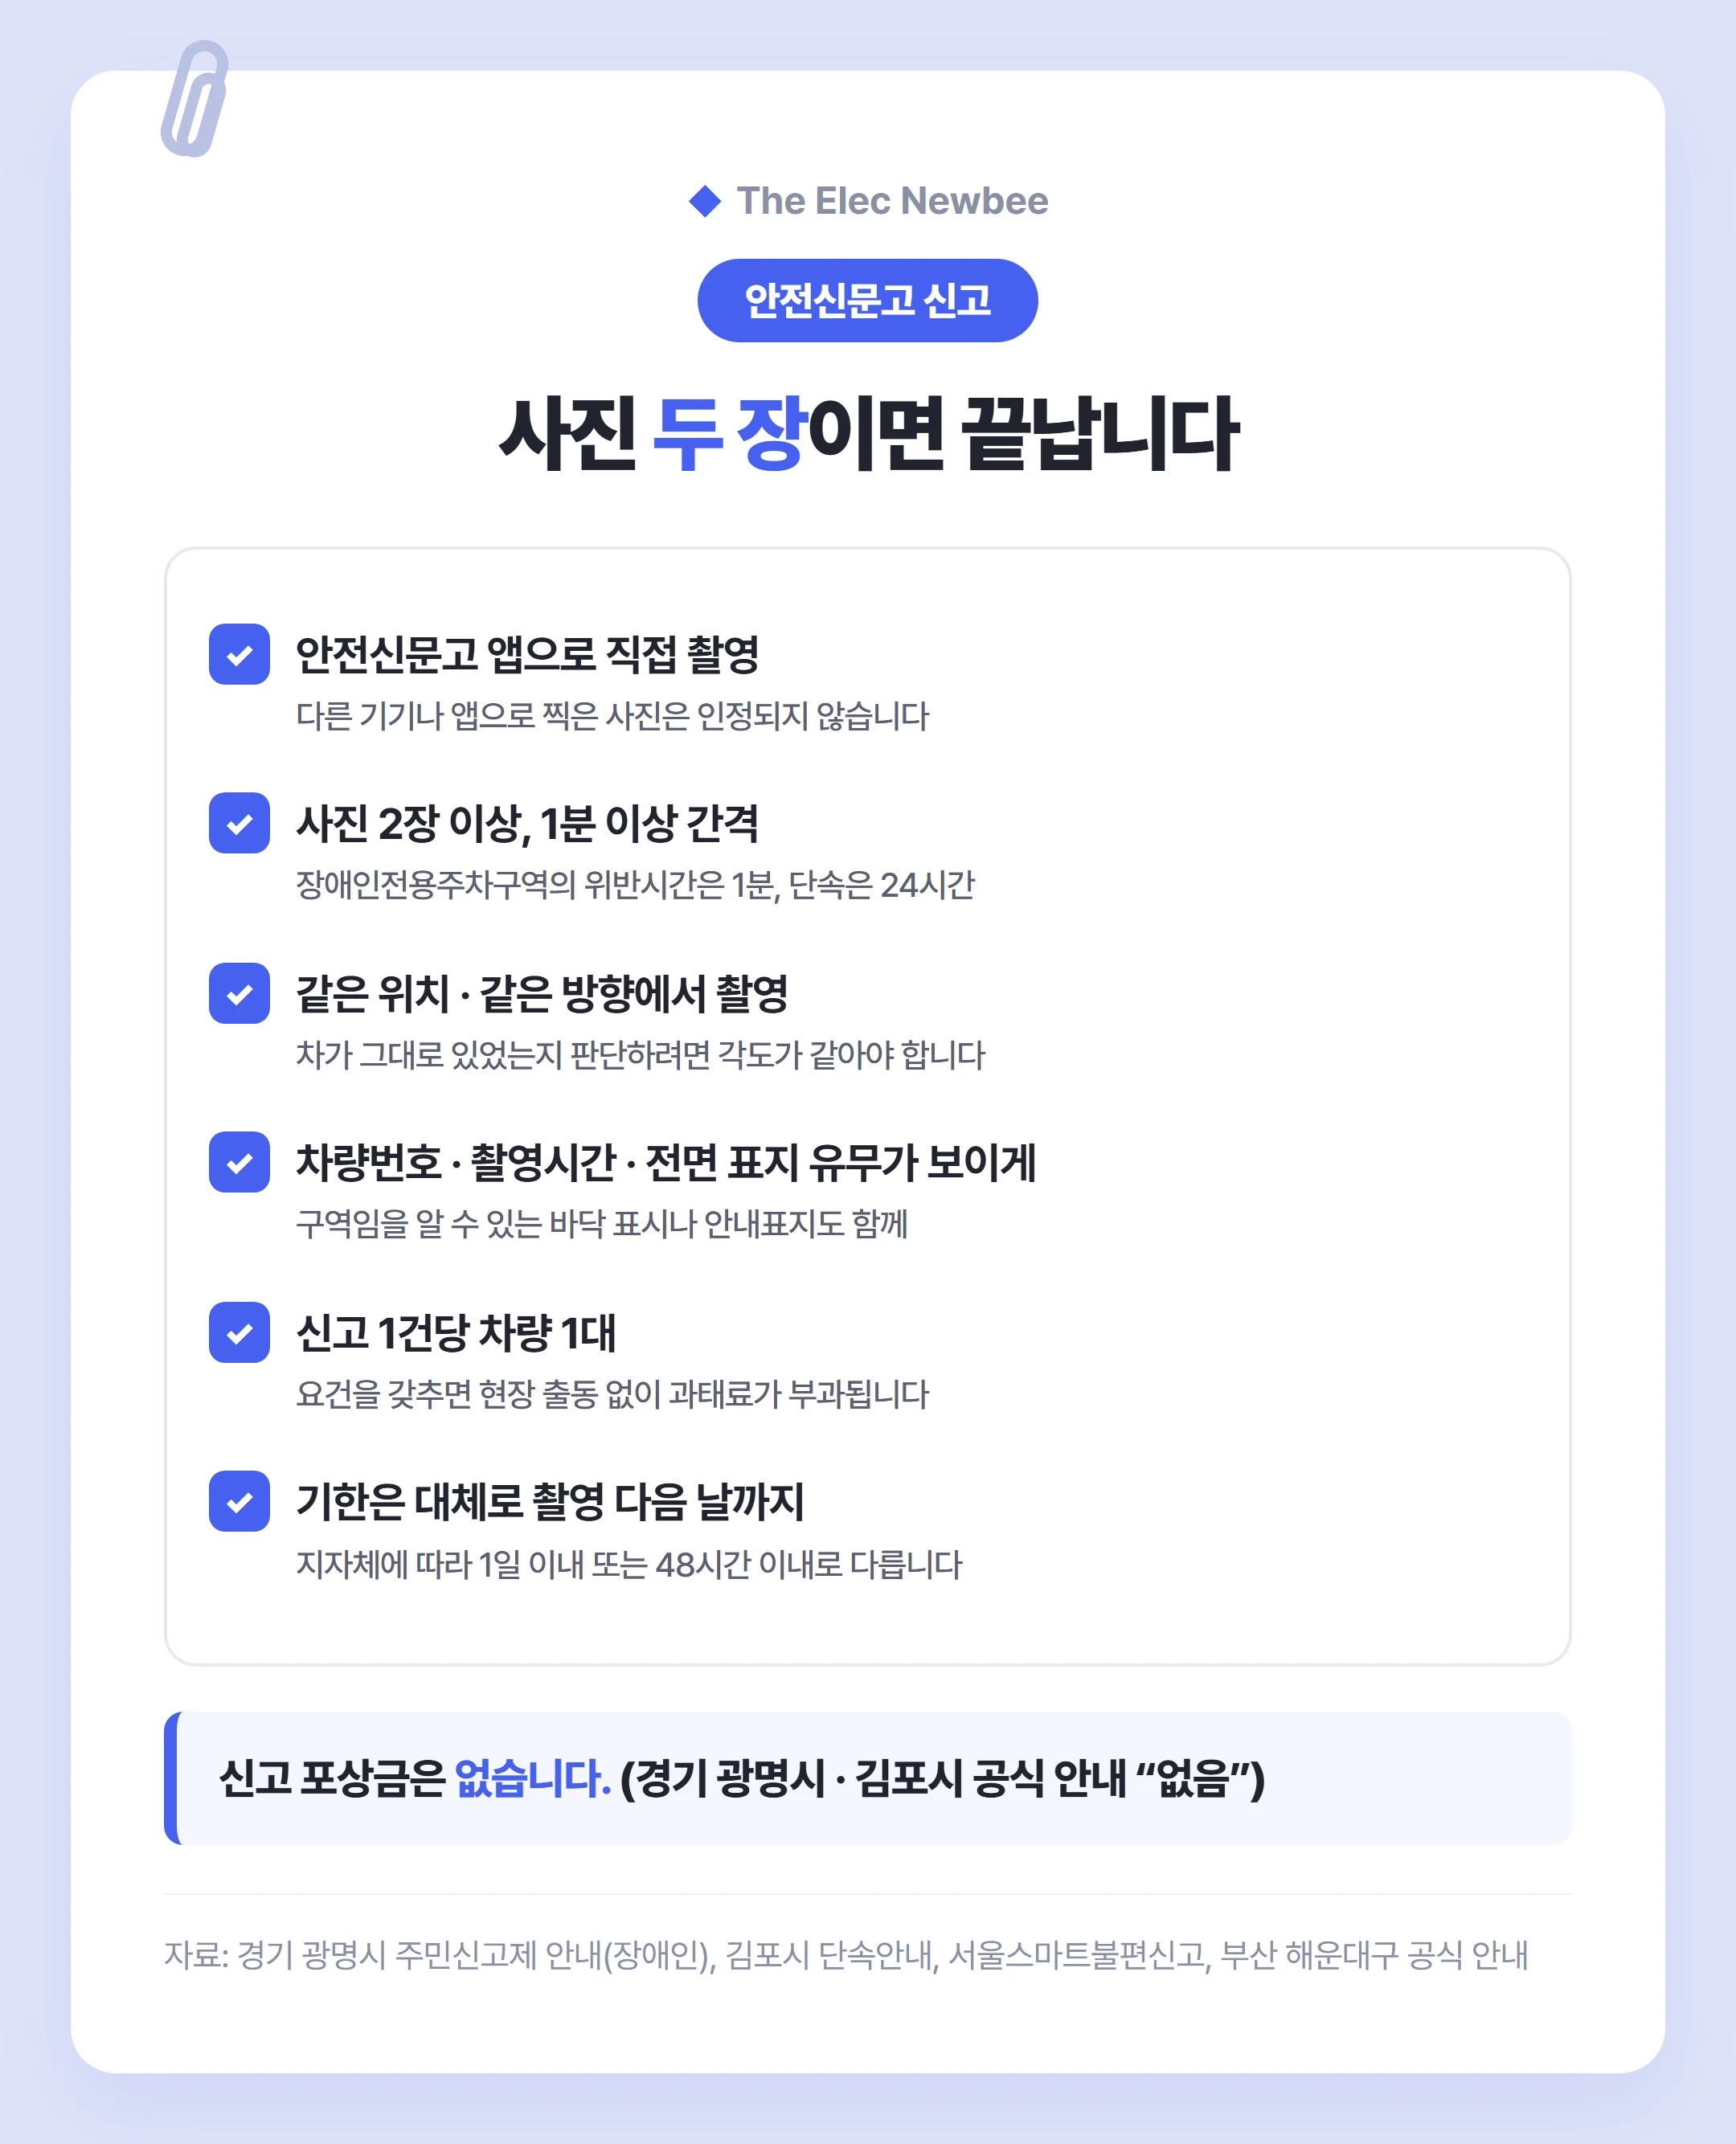 The Elec Newbee
안전신문고 신고
사진 두 장이면 끝납니다
안전신문고 앱으로 직접 촬영
다른 기기나 앱으로 찍은 사진은 인정되지 않습니다
사진 2장 이상, 1분 이상 간격
장애인전용주차구역의 위반시간은 1분, 단속은 24시간
같은 위치 · 같은 방향에서 촬영
차가 그대로 있었는지 판단하려면 각도가 같아야 합니다
차량번호 · 촬영시간 · 전면 표지 유무가 보이게
구역임을 알 수 있는 바닥 표시나 안내표지도 함께
신고 1건당 차량 1대
요건을 갖추면 현장 출동 없이 과태료가 부과됩니다
기한은 대체로 촬영 다음 날까지
지자체에 따라 1일 이내 또는 48시간 이내로 다릅니다
신고 포상금은 없습니다. (경기 광명시 · 김포시 공식 안내 “없음”)
자료: 경기 광명시 주민신고제 안내(장애인), 김포시 단속안내, 서울스마트불편신고, 부산 해운대구 공식 안내